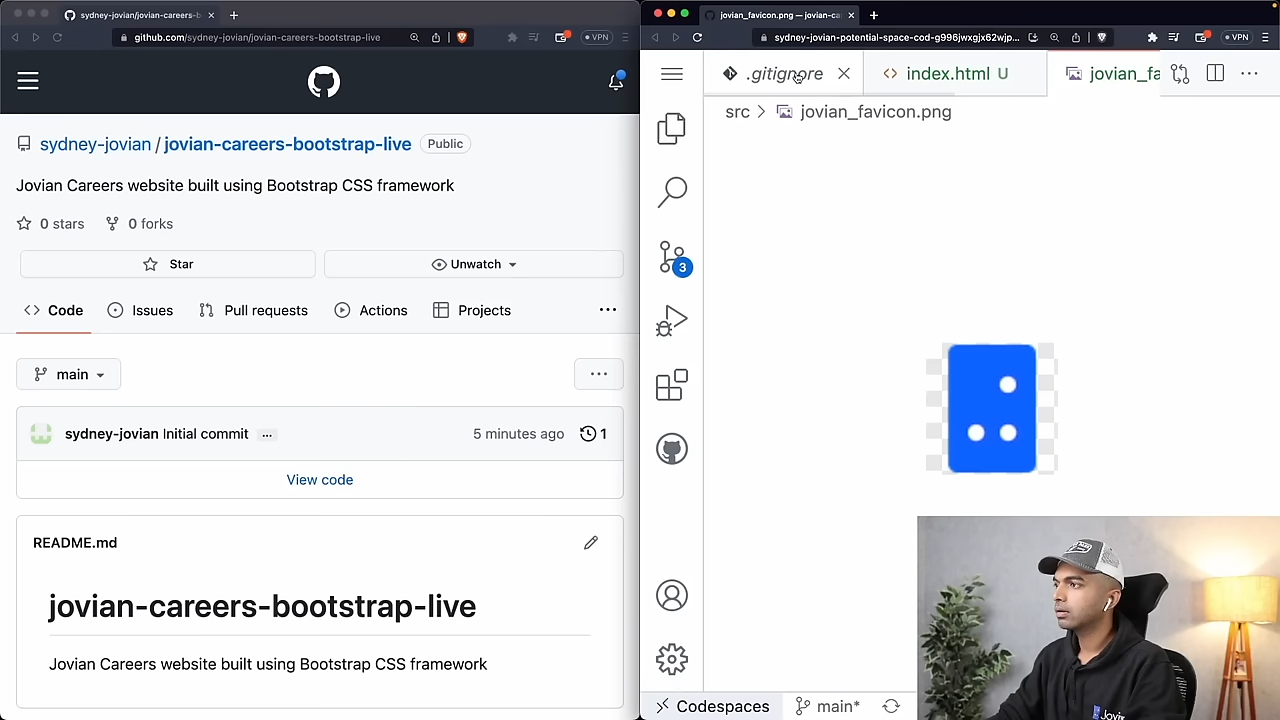 sydney-jovian/jovian-careers-b
github.com/sydney-jovian/jovian-careers-bootstrap-live
VPN
sydney-jovian / jovian-careers-bootstrap-live
Public
Jovian Careers website built using Bootstrap CSS framework
0 stars
0 forks
Star
Unwatch
Code
Issues
Pull requests
Actions
Projects
main
sydney-jovian Initial commit
5 minutes ago
1
View code
README.md
jovian-careers-bootstrap-live
Jovian Careers website built using Bootstrap CSS framework
jovian_favicon.png — jovian-ca
sydney-jovian-potential-space-cod-g996jwxgjx62wjp...
VPN
.gitignore
index.html U
jovian_fa
src > jovian_favicon.png
3
Codespaces
main*
Jovi